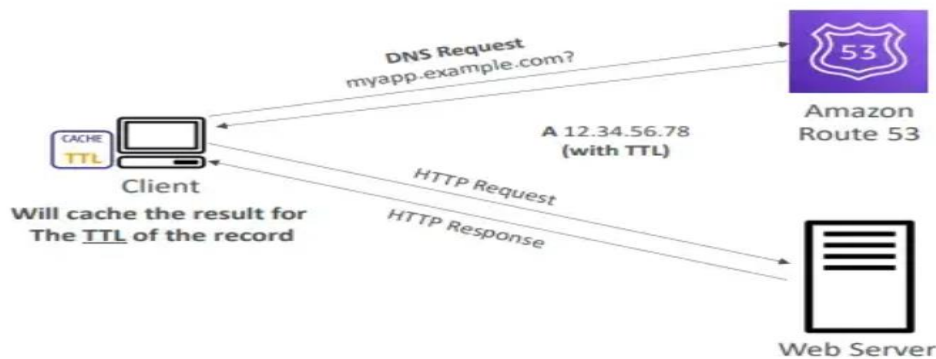 DNS Request
myapp.example.com?
53
Amazon
Route 53
A 12.34.56.78
(with TTL)
CACHE
TTL
Client
Will cache the result for
The TTL of the record
HTTP Request
HTTP Response
Web Server